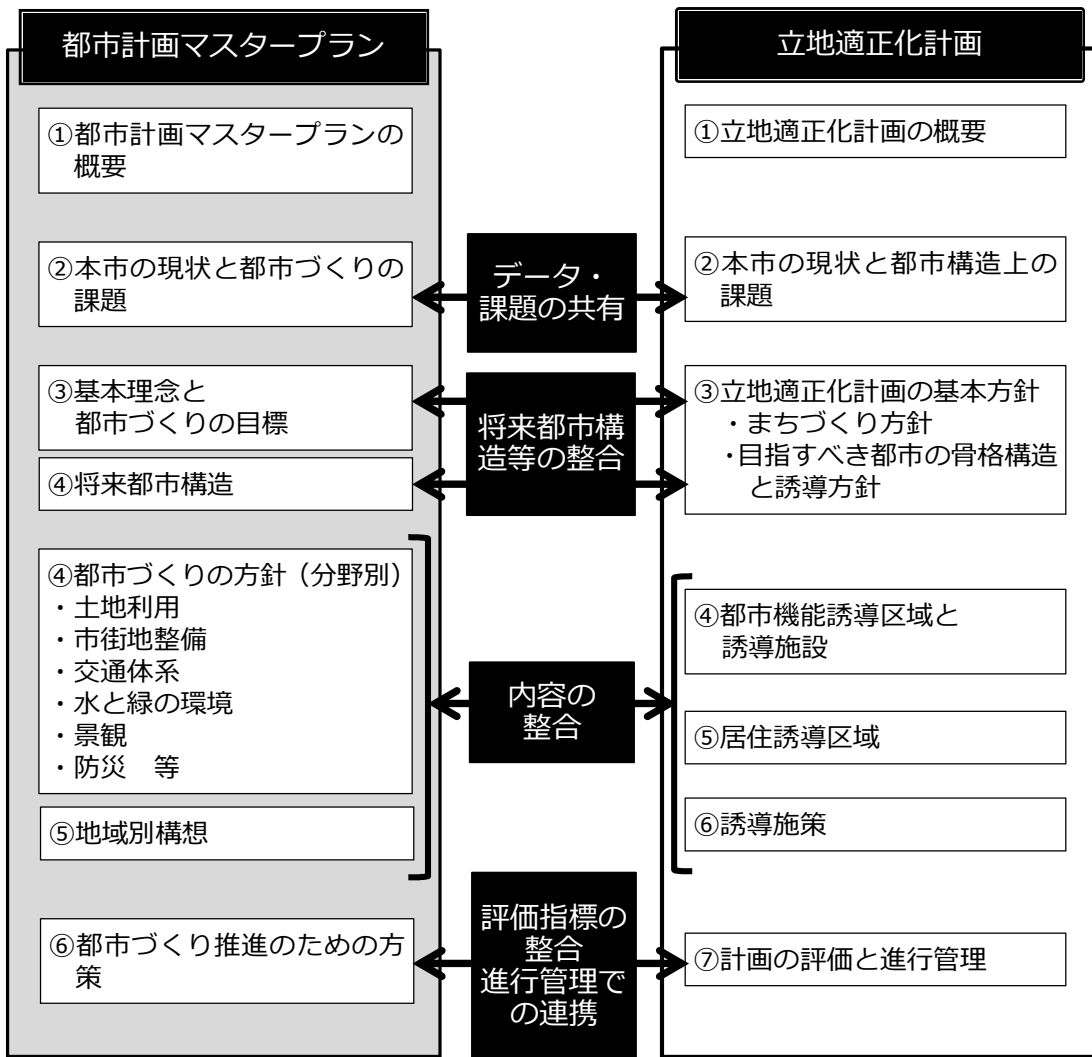 都市計画マスタープラン
①都市計画マスタープランの
概要
②本市の現状と都市づくりの
課題
③基本理念と
都市づくりの目標
④将来都市構造
④都市づくりの方針（分野別）
・土地利用
・市街地整備
・交通体系
・水と緑の環境
・景観
・防災　等
⑤地域別構想
⑥都市づくり推進のための方
策
データ・
課題の共有
将来都市構
造等の整合
内容の
整合
評価指標の
整合
進行管理で
の連携
立地適正化計画
①立地適正化計画の概要
②本市の現状と都市構造上の
課題
③立地適正化計画の基本方針
・まちづくり方針
・目指すべき都市の骨格構造
と誘導方針
④都市機能誘導区域と
誘導施設
⑤居住誘導区域
⑥誘導施策
⑦計画の評価と進行管理